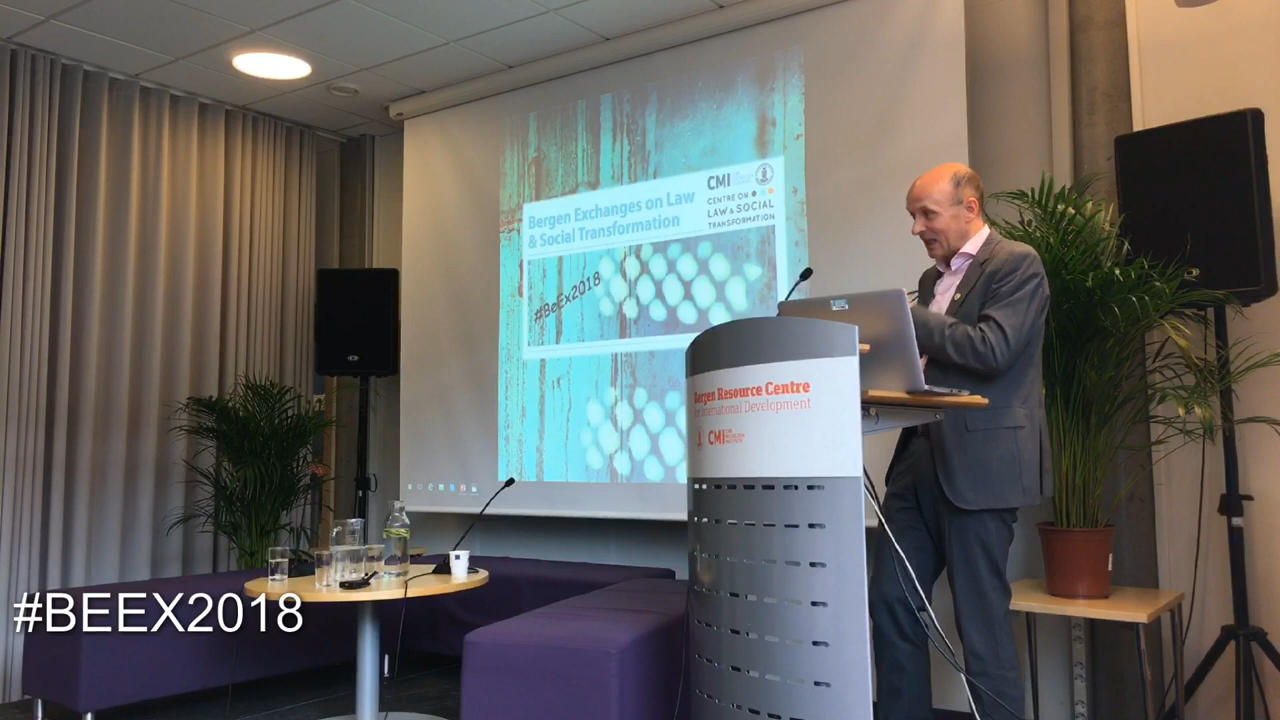 Bergen Exchanges on Law
& Social Transformation
CMI
CENTRE ON
LAW & SOCIAL
TRANSFORMATION
#BeEx2018
Bergen Resource Centre
for International Development
CMI
#BEEX2018